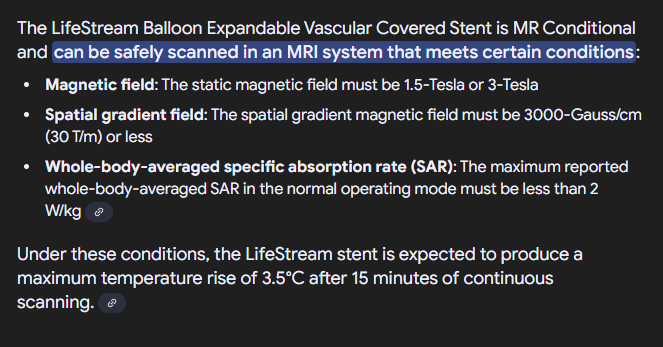 The LifeStream Balloon Expandable Vascular Covered Stent is MR Conditional
and can be safely scanned in an MRI system that meets certain conditions:
• Magnetic field: The static magnetic field must be 1.5-Tesla or 3-Tesla
• Spatial gradient field: The spatial gradient magnetic field must be 3000-Gauss/cm
(30 T/m) or less
• Whole-body-averaged specific absorption rate (SAR): The maximum reported
whole-body-averaged SAR in the normal operating mode must be less than 2
W/kg
Under these conditions, the LifeStream stent is expected to produce a
maximum temperature rise of 3.5°C after 15 minutes of continuous
scanning.